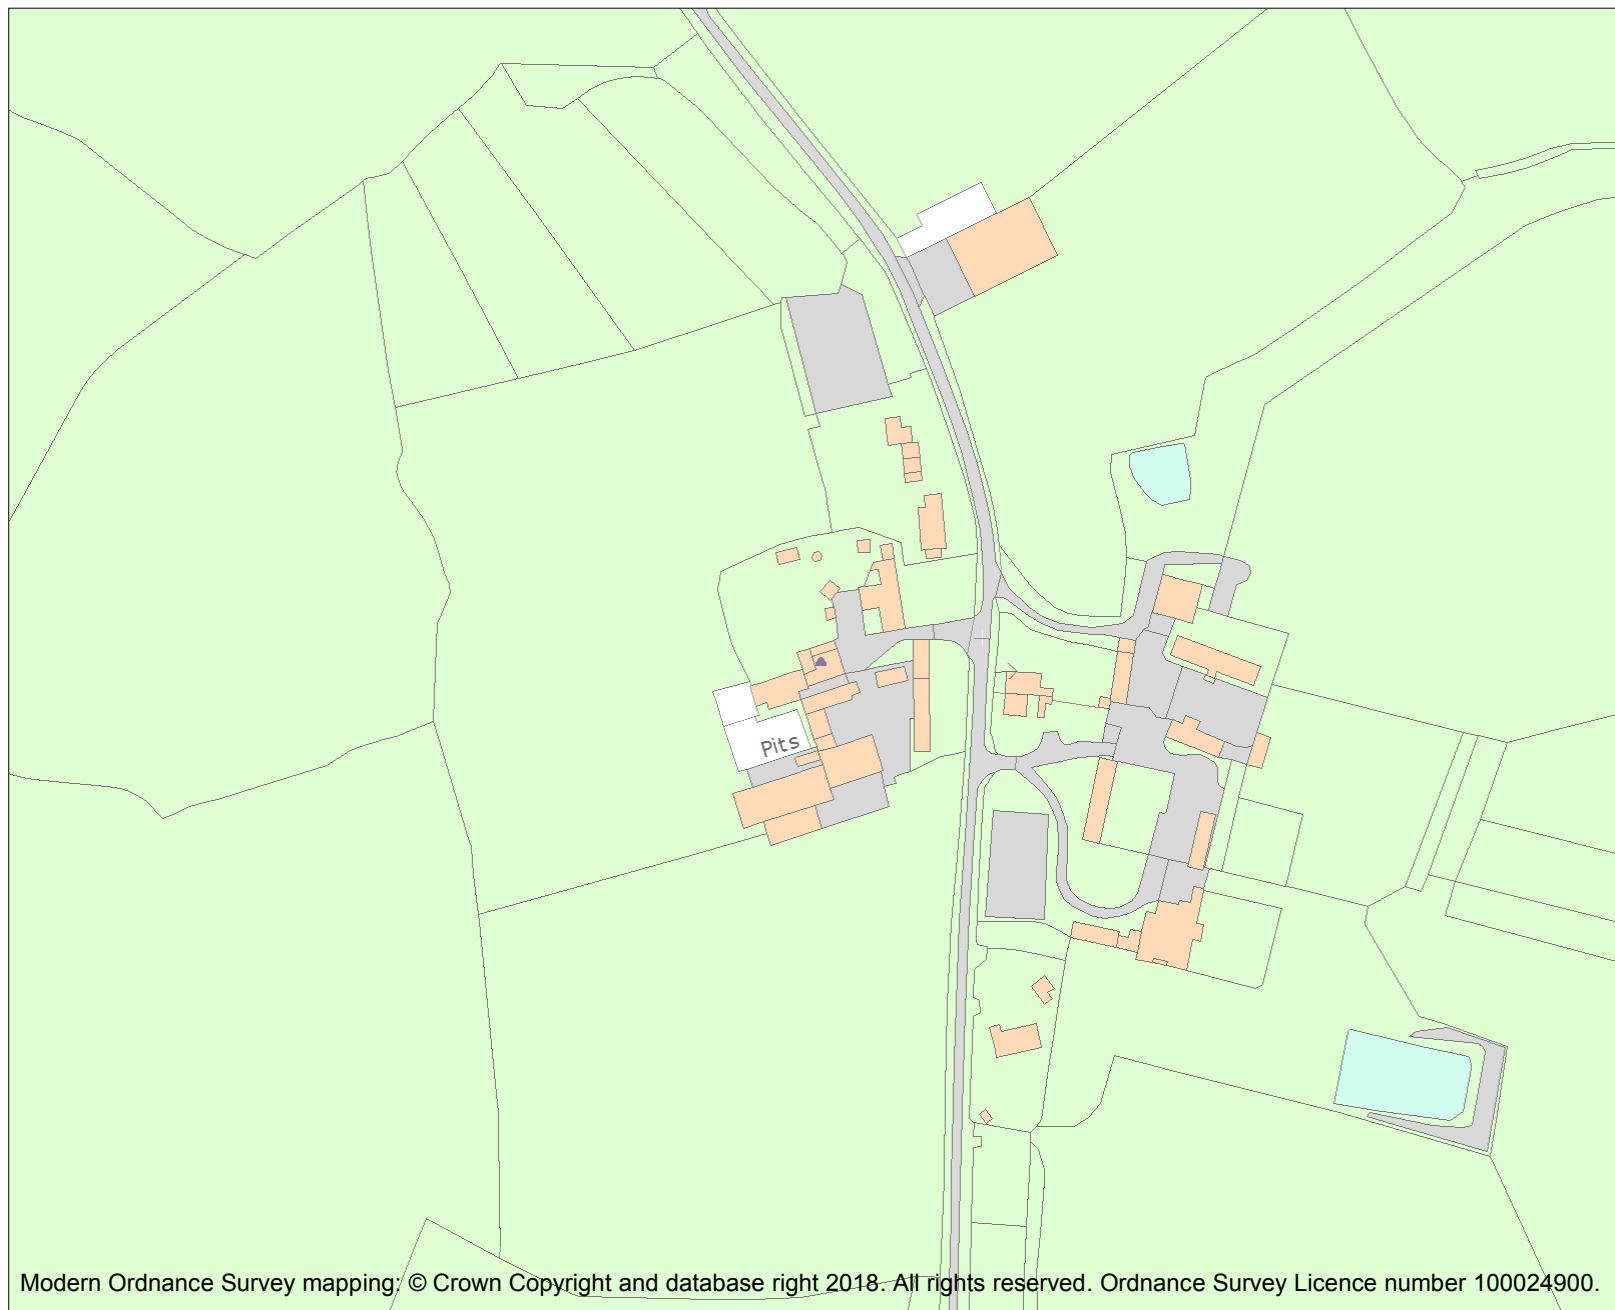 Pits
Modern Ordnance Survey mapping: © Crown Copyright and database right 2018. All rights reserved. Ordnance Survey Licence number 100024900.